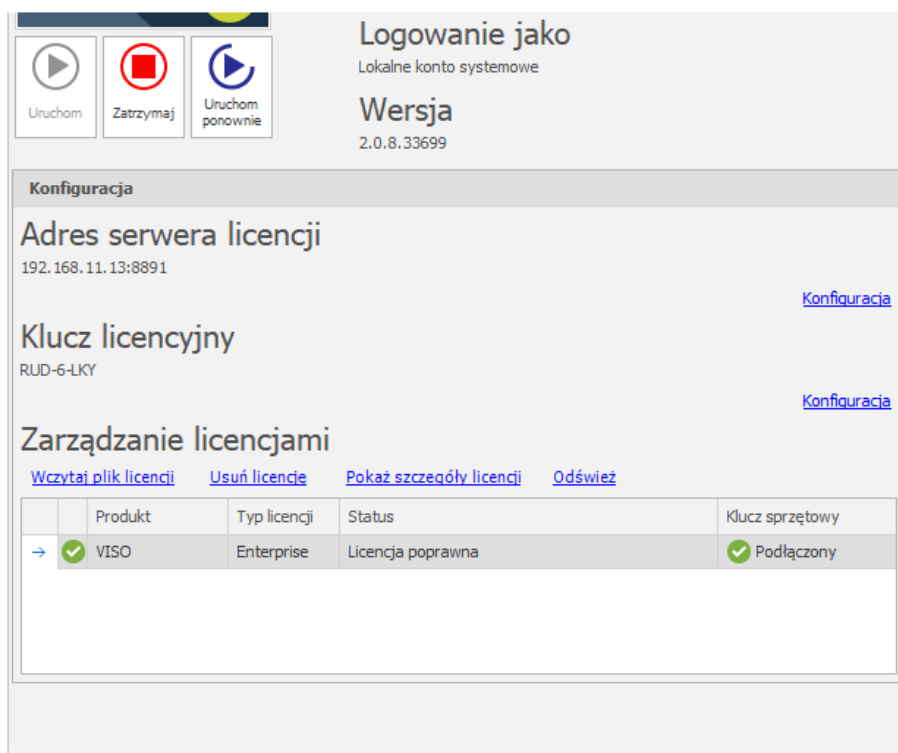 Logowanie jako
Lokalne konto systemowe
Uruchom
Zatrzymaj
Uruchom
ponownie
Wersja
2.0.8.33699
Konfiguracja
Adres serwera licencji
192.168.11.13:8891
Konfiguracja
Klucz licencyjny
RUD-6-LKY
Konfiguracja
Zarządzanie licencjami
Wczytaj plik licencji Usuń licencję Pokaż szczegóły licencji Odśwież
Produkt Typ licencji Status Klucz sprzętowy
VISO Enterprise Licencja poprawna Podłączony